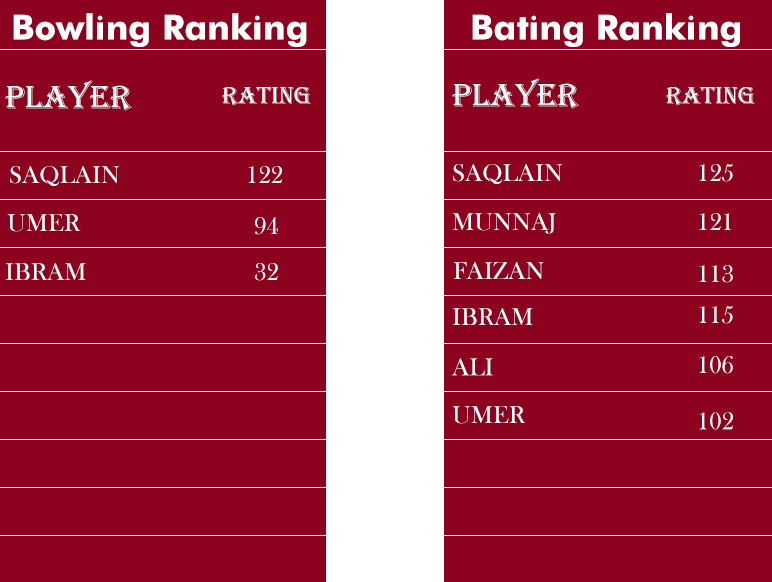 Bowling Ranking
PLAYER RATING
SAQLAIN 122
UMER 94
IBRAM 32
Bating Ranking
PLAYER RATING
SAQLAIN 125
MUNNAJ 121
FAIZAN 113
IBRAM 115
ALI 106
UMER 102